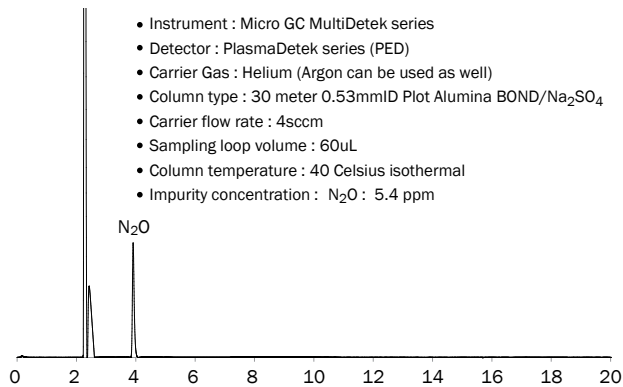 • Instrument : Micro GC MultiDetek series
• Detector : PlasmaDetek series (PED)
• Carrier Gas : Helium (Argon can be used as well)
• Column type : 30 meter 0.53mmID Plot Alumina BOND/Na2SO4
• Carrier flow rate : 4sccm
• Sampling loop volume : 60uL
• Column temperature : 40 Celsius isothermal
• Impurity concentration : N2O : 5.4 ppm
N2O
0 2 4 6 8 10 12 14 16 18 20